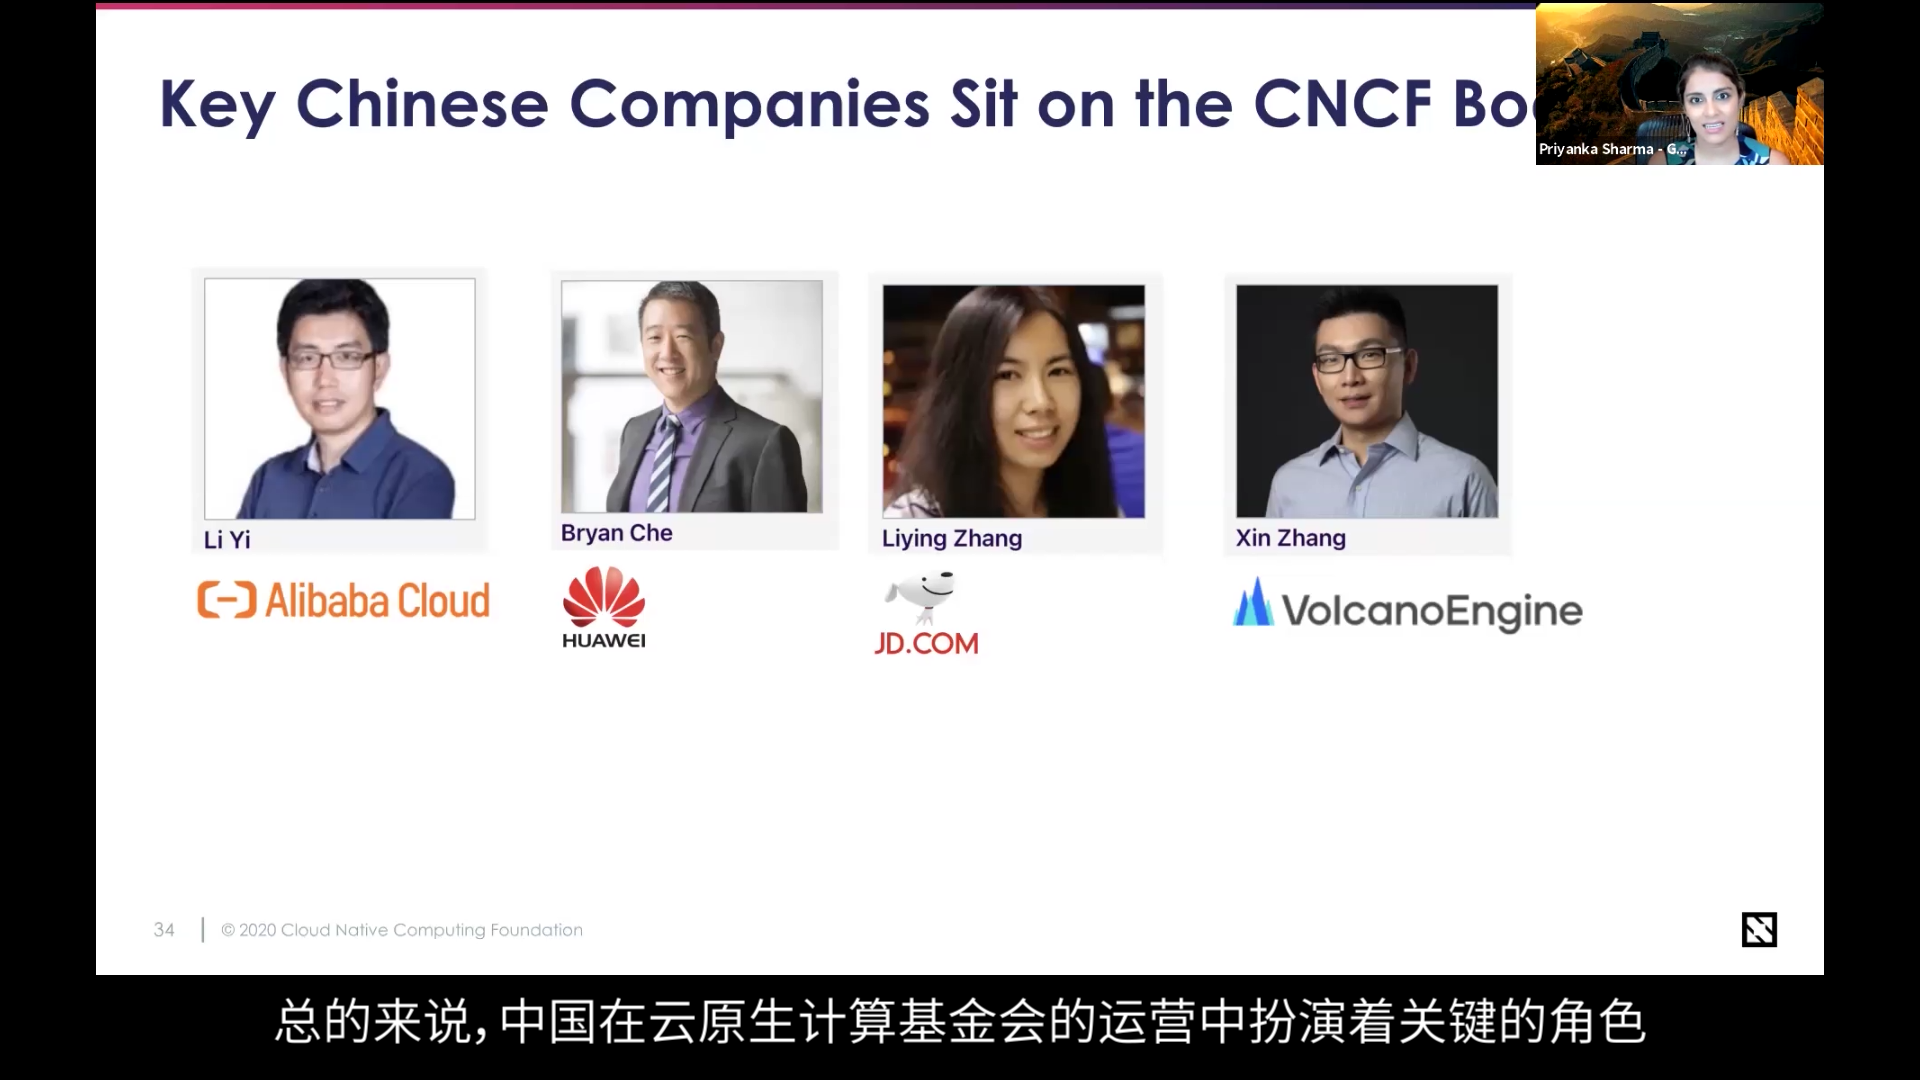 Key Chinese Companies Sit on the CNCF Bo
Priyanka Sharma - G...
Li Yi
Bryan Che
Liying Zhang
Xin Zhang
Alibaba Cloud
HUAWEI
JD.COM
VolcanoEngine
34
© 2020 Cloud Native Computing Foundation
总的来说，中国在云原生计算基金会的运营中扮演着关键的角色